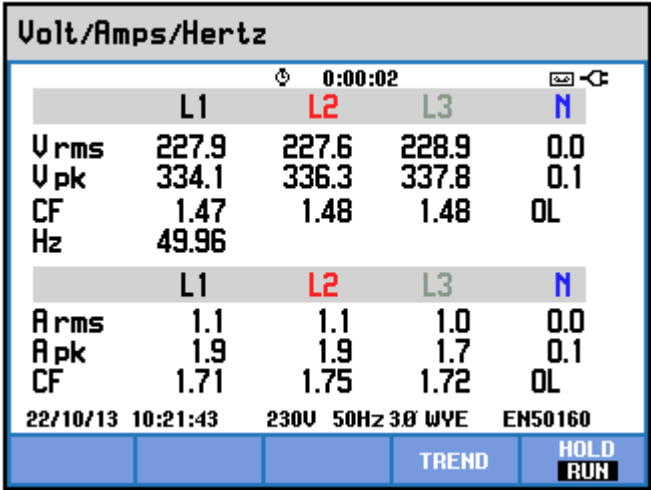 Volt/Amps/Hertz
0:00:02
L1 L2 L3 N
V rms 227.9 227.6 228.9 0.0
V pk 334.1 336.3 337.8 0.1
CF 1.47 1.48 1.48 OL
Hz 49.96
L1 L2 L3 N
A rms 1.1 1.1 1.0 0.0
A pk 1.9 1.9 1.7 0.1
CF 1.71 1.75 1.72 OL
22/10/13 10:21:43 230V 50Hz 3.0̸ WYE EN50160
TREND HOLD
RUN